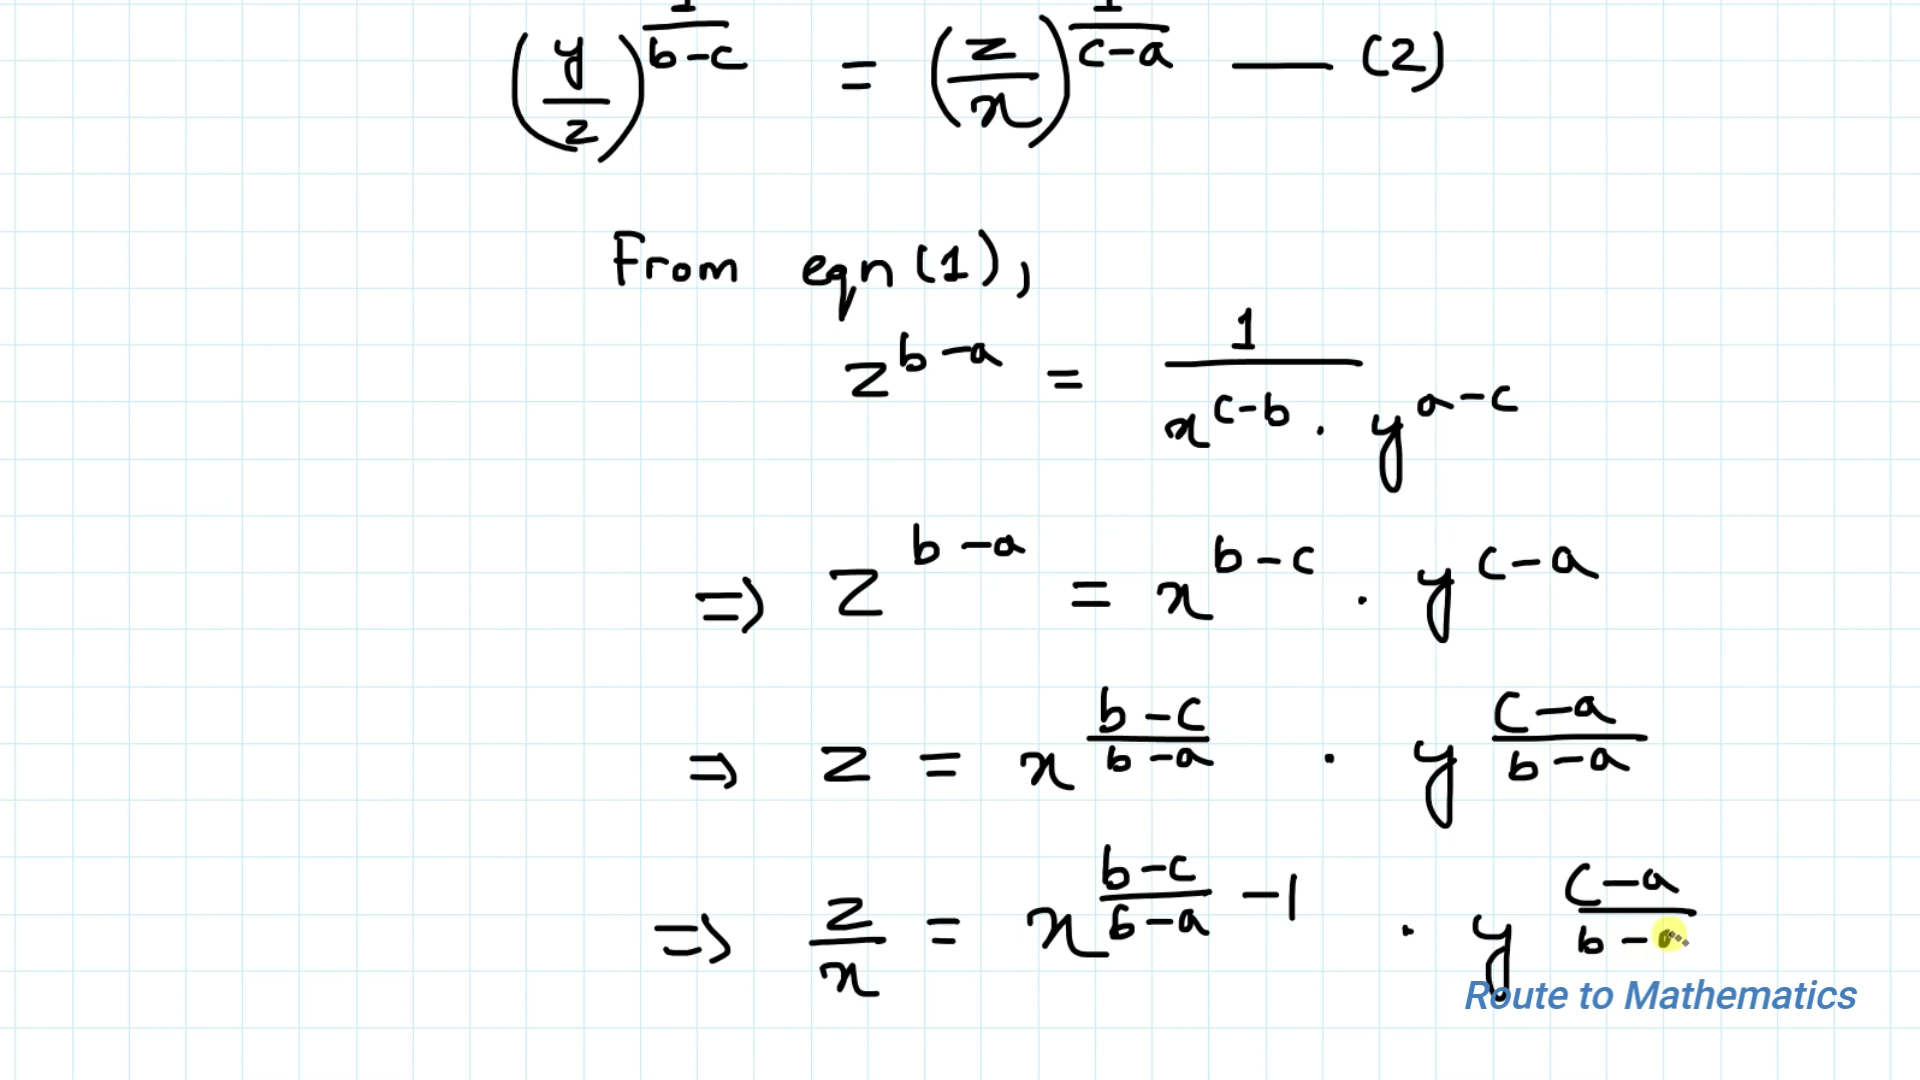 (y/z)^(1/(b-c)) = (z/x)^(1/(c-a)) — (2)
From eqn(1),
z^(b-a) = 1/(x^(c-b) . y^(a-c))
=> z^(b-a) = x^(b-c) . y^(c-a)
=> z = x^((b-c)/(b-a)) . y^((c-a)/(b-a))
=> z/x = x^((b-c)/(b-a) -1) . y^((c-a)/(b-a))
Route to Mathematics